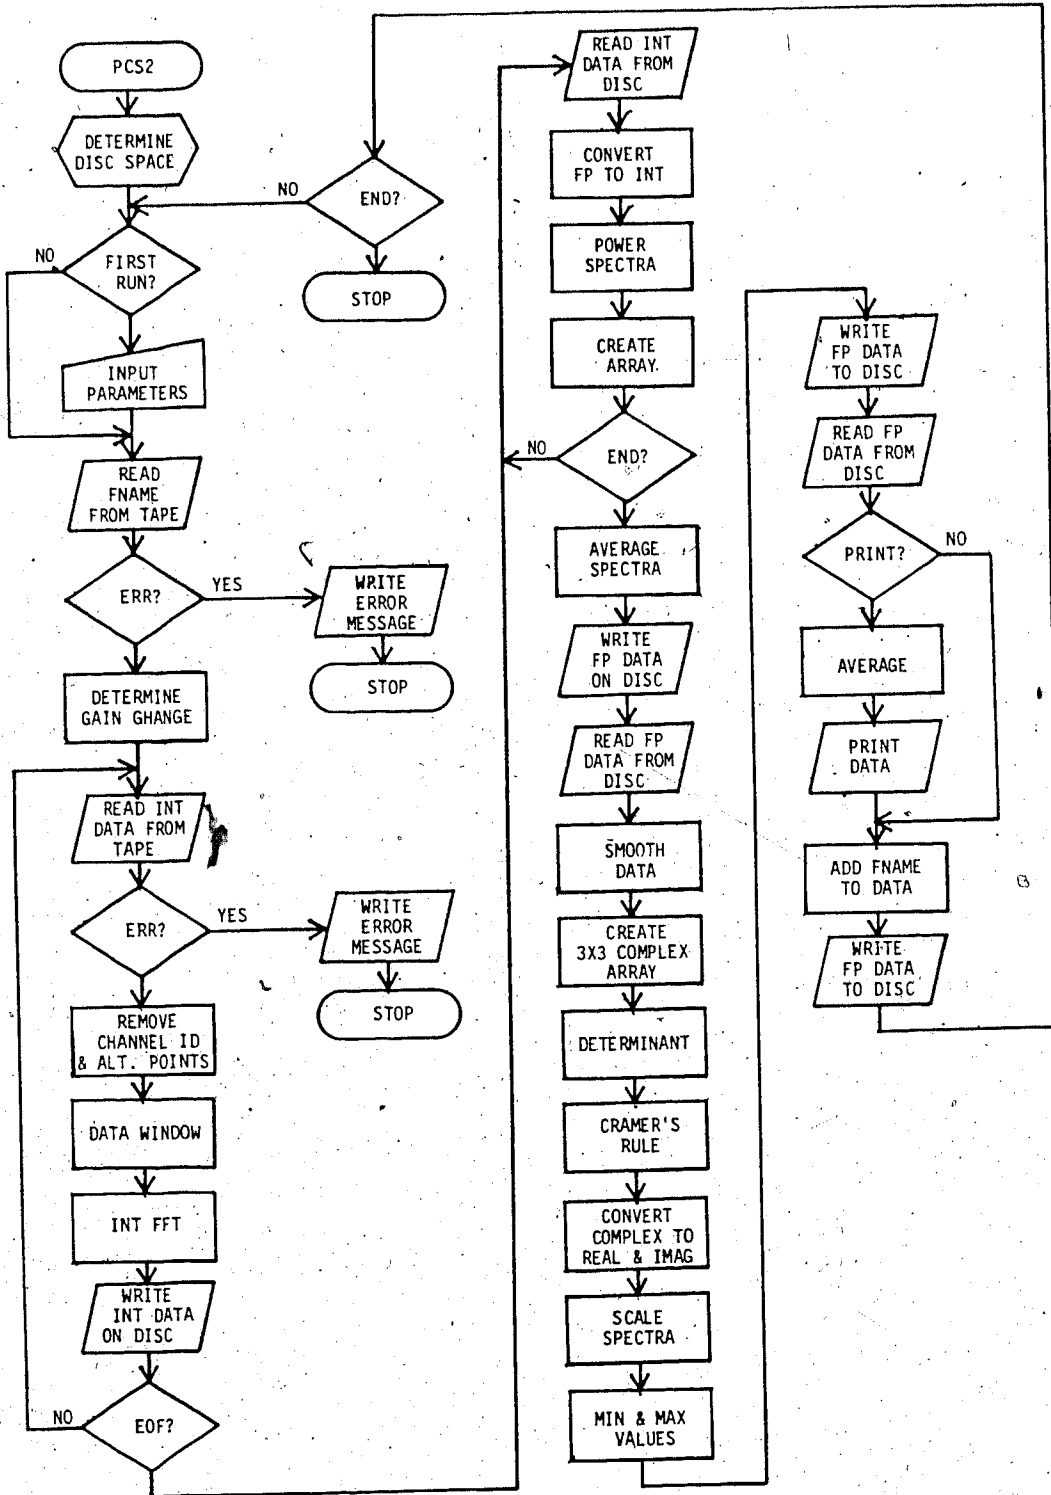 PCS2
DETERMINE
DISC SPACE
FIRST
RUN?
NO
INPUT
PARAMETERS
READ
FNAME
FROM TAPE
ERR?
YES
WRITE
ERROR
MESSAGE
STOP
DETERMINE
GAIN GHANGE
READ INT
DATA FROM
TAPE
ERR?
YES
WRITE
ERROR
MESSAGE
STOP
REMOVE
CHANNEL ID
& ALT. POINTS
DATA WINDOW
INT FFT
WRITE
INT DATA
ON DISC
EOF?
NO
END?
NO
STOP
READ INT
DATA FROM
DISC
CONVERT
FP TO INT
POWER
SPECTRA
CREATE
ARRAY
END?
NO
AVERAGE
SPECTRA
WRITE
FP DATA
ON DISC
READ FP
DATA FROM
DISC
SMOOTH
DATA
CREATE
3X3 COMPLEX
ARRAY
DETERMINANT
CRAMER'S
RULE
CONVERT
COMPLEX TO
REAL & IMAG
SCALE
SPECTRA
MIN & MAX
VALUES
WRITE
FP DATA
TO DISC
READ FP
DATA FROM
DISC
PRINT?
NO
AVERAGE
PRINT
DATA
ADD FNAME
TO DATA
WRITE
FP DATA
TO DISC